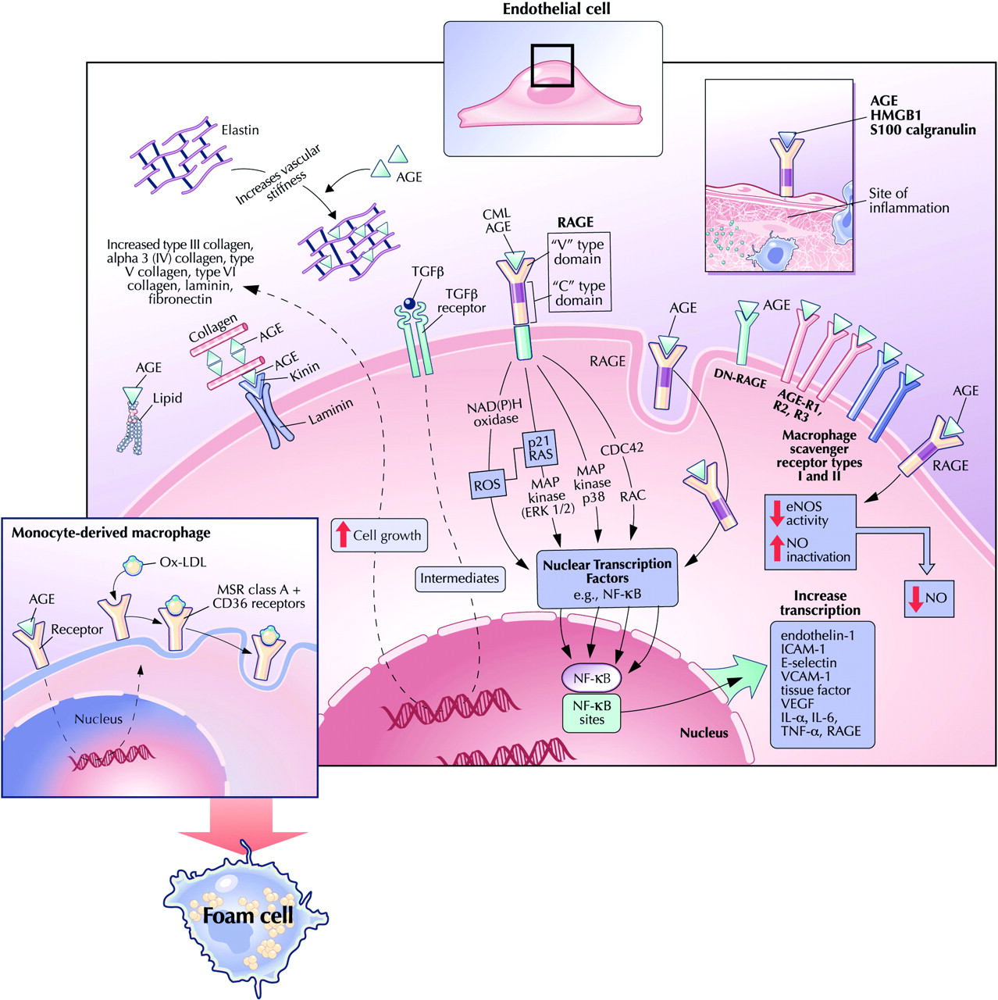 Endothelial cell
Elastin
Increases vascular
stiffness
AGE
AGE
HMGB1
S100 calgranulin
Site of
inflammation
Increased type III collagen,
alpha 3 (IV) collagen, type
V collagen, type VI
collagen, laminin,
fibronectin
TGFβ
TGFβ
receptor
CML
AGE
RAGE
“V” type
domain
“C” type
domain
Collagen
AGE
AGE
Kinin
Laminin
AGE
Lipid
AGE
RAGE
AGE
DN-RAGE
AGE-R1,
R2, R3
Macrophage
scavenger
receptor types
I and II
AGE
RAGE
NAD(P)H
oxidase
p21
RAS
ROS
MAP
kinase
(ERK 1/2)
MAP
kinase
p38
CDC42
RAC
eNOS
activity
NO
inactivation
NO
Cell growth
Intermediates
Nuclear Transcription
Factors
e.g., NF-κB
NF-κB
NF-κB
sites
Nucleus
Increase
transcription
endothelin-1
ICAM-1
E-selectin
VCAM-1
tissue factor
VEGF
IL-α, IL-6,
TNF-α, RAGE
Monocyte-derived macrophage
Ox-LDL
MSR class A +
CD36 receptors
AGE
Receptor
Nucleus
Foam cell